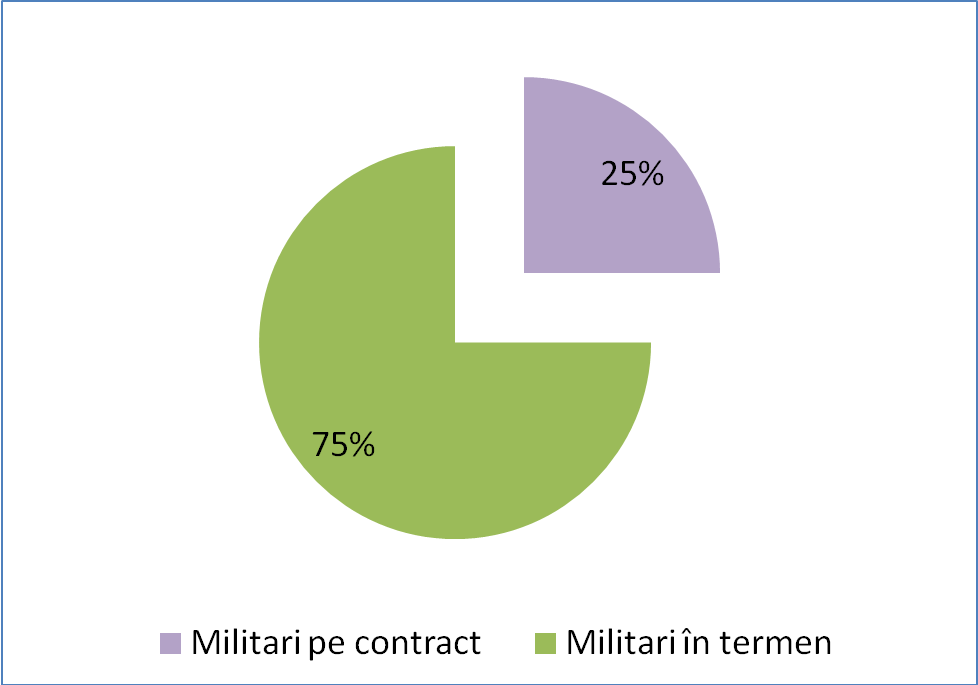 25%
75%
Militari pe contract
Militari în termen